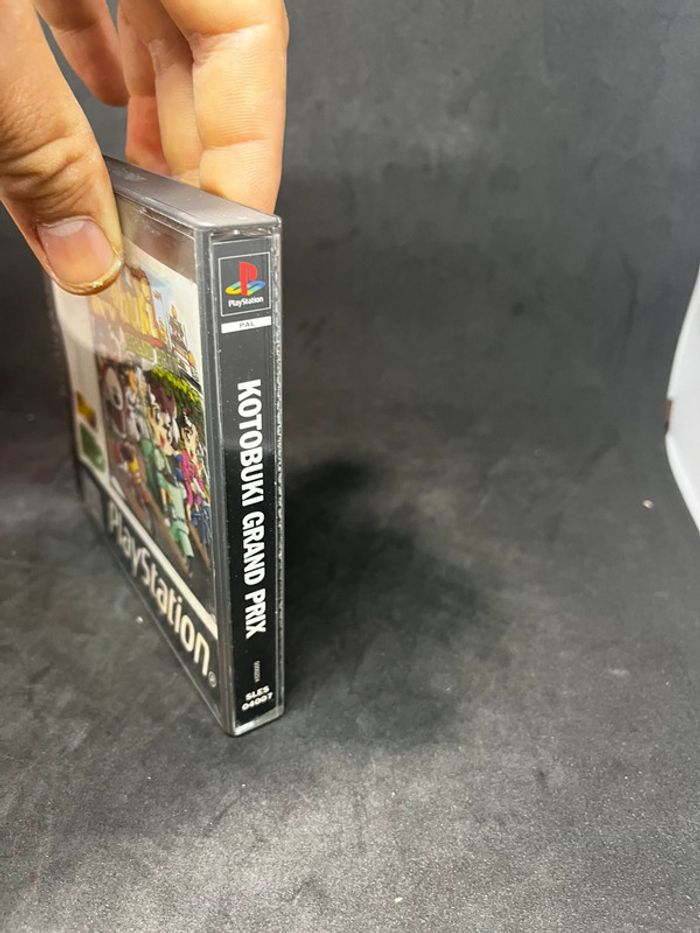 PlayStation
PAL
KOTOBUKI GRAND PRIX
SLES
04007
PlayStation